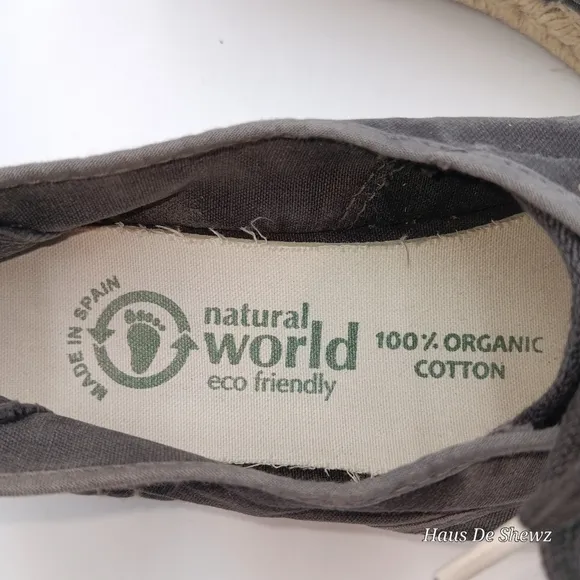 MADE IN SPAIN
natural
world
eco friendly
100% ORGANIC
COTTON
Haus De Shewz